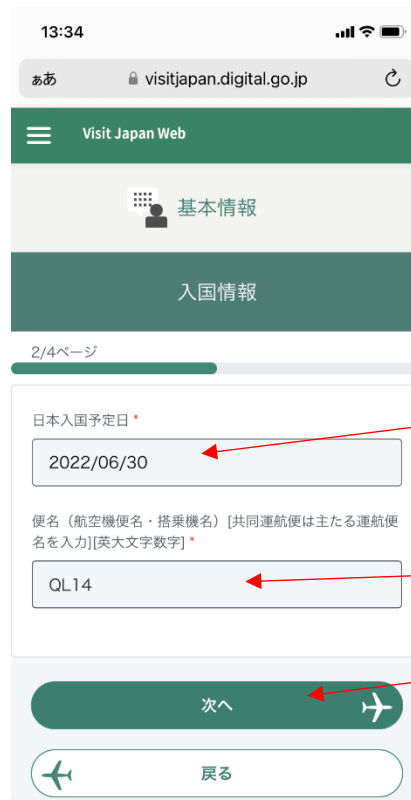 13:34
ぁあ visitjapan.digital.go.jp
Visit Japan Web
基本情報
入国情報
2/4ページ
日本入国予定日 *
2022/06/30
便名（航空機便名・搭乗機名）[共同運航便は主たる運航便
名を入力][英大文字数字] *
QL14
次へ
戻る